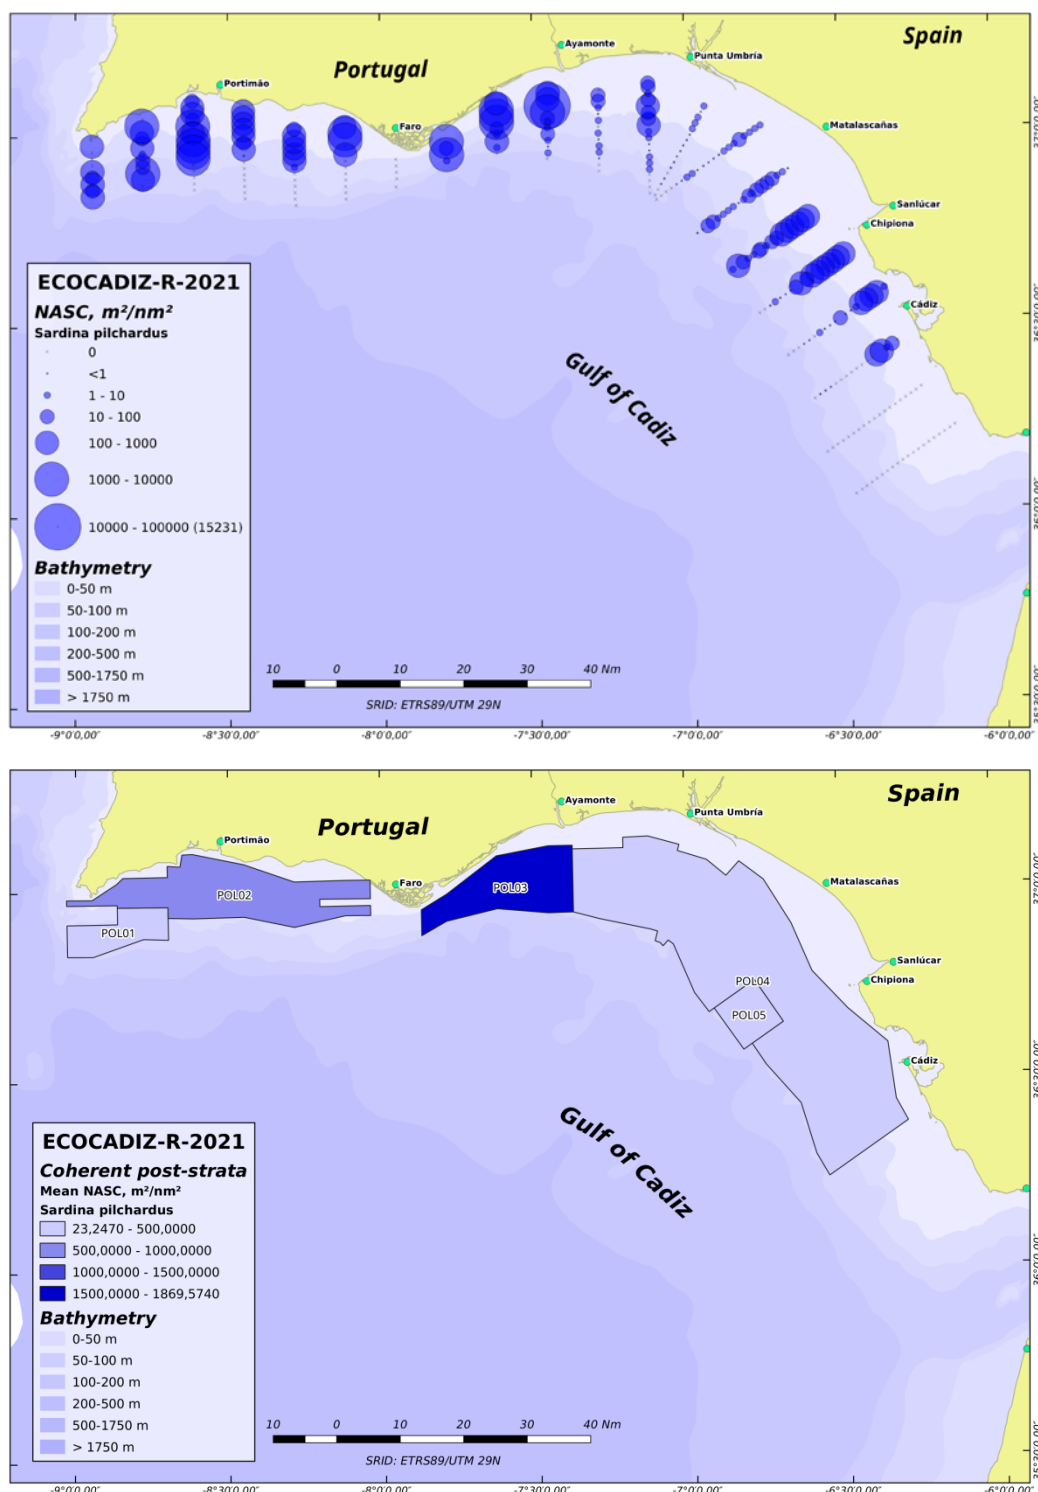 Spain
Portugal
Ayamonte
Punta Umbría
Portimão
Faro
Matalascañas
Sanlúcar
Chipiona
Cádiz
Gulf of Cadiz
ECOCADIZ-R-2021
NASC, m²/nm²
Sardina pilchardus
0
<1
1 - 10
10 - 100
100 - 1000
1000 - 10000
10000 - 100000 (15231)
Bathymetry
0-50 m
50-100 m
100-200 m
200-500 m
500-1750 m
> 1750 m
10 0 10 20 30 40 Nm
SRID: ETRS89/UTM 29N
-9°0'0,00" -8°30'0,00" -8°0'0,00" -7°30'0,00" -7°0'0,00" -6°30'0,00" -6°0'0,00"
Spain
Portugal
Ayamonte
Punta Umbría
Portimão
Faro
Matalascañas
POL03
POL02
POL01
Sanlúcar
Chipiona
POL04
POL05
Cádiz
Gulf of Cadiz
ECOCADIZ-R-2021
Coherent post-strata
Mean NASC, m²/nm²
Sardina pilchardus
23,2470 - 500,0000
500,0000 - 1000,0000
1000,0000 - 1500,0000
1500,0000 - 1869,5740
Bathymetry
0-50 m
50-100 m
100-200 m
200-500 m
500-1750 m
> 1750 m
10 0 10 20 30 40 Nm
SRID: ETRS89/UTM 29N